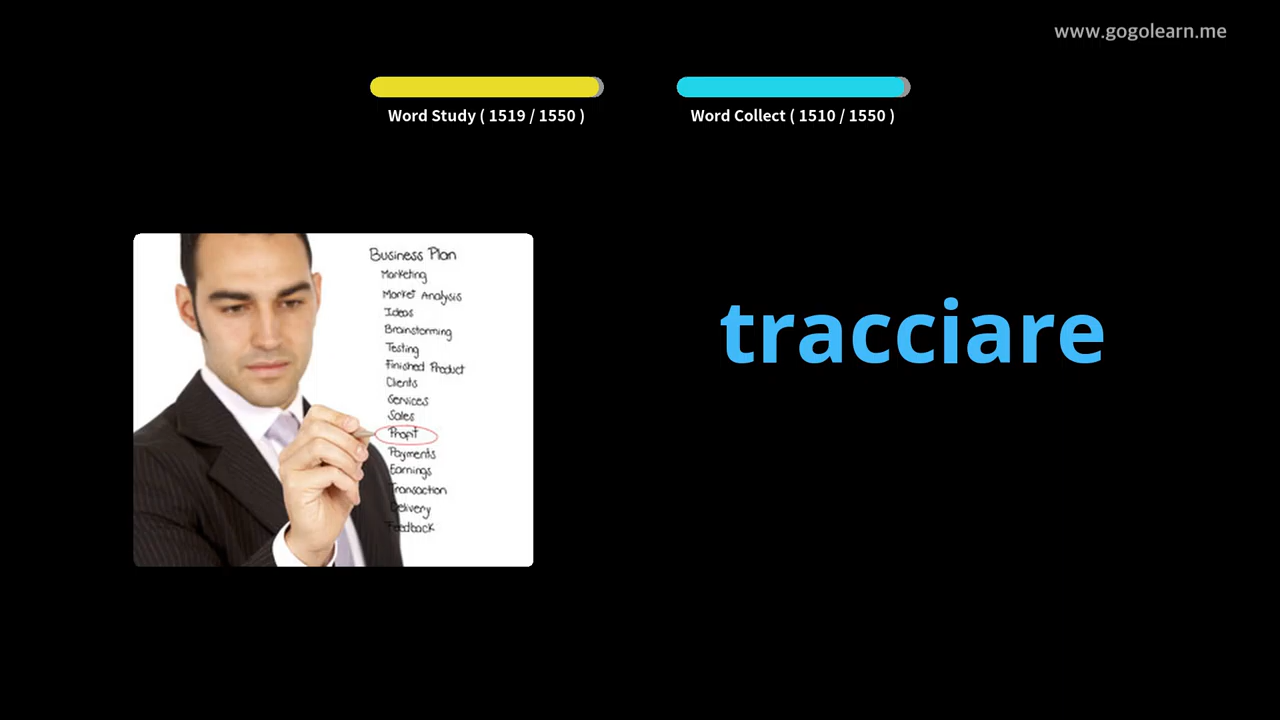 www.gogolearn.me
Word Study ( 1519 / 1550 )
Word Collect ( 1510 / 1550 )
Business Plan
Marketing
Market Analysis
Ideas
Brainstorming
Testing
Finished Product
Clients
Services
Sales
Profit
Payments
Earnings
Transaction
Delivery
Feedback
tracciare